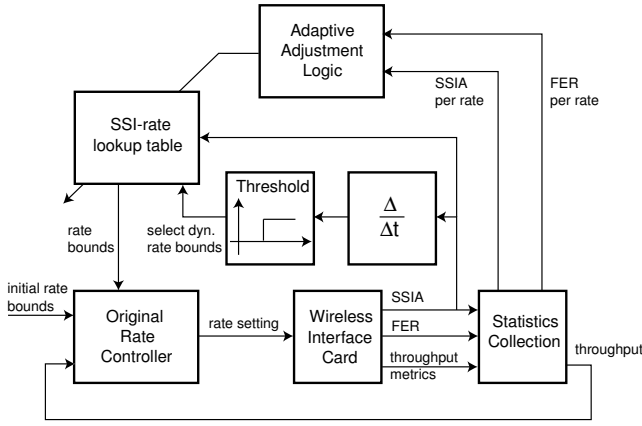 Adaptive
Adjustment
Logic
SSIA
per rate
FER
per rate
SSI-rate
lookup table
Threshold
Δ
Δt
rate
bounds
select dyn.
rate bounds
initial rate
bounds
Original
Rate
Controller
rate setting
Wireless
Interface
Card
SSIA
FER
throughput
metrics
Statistics
Collection
throughput